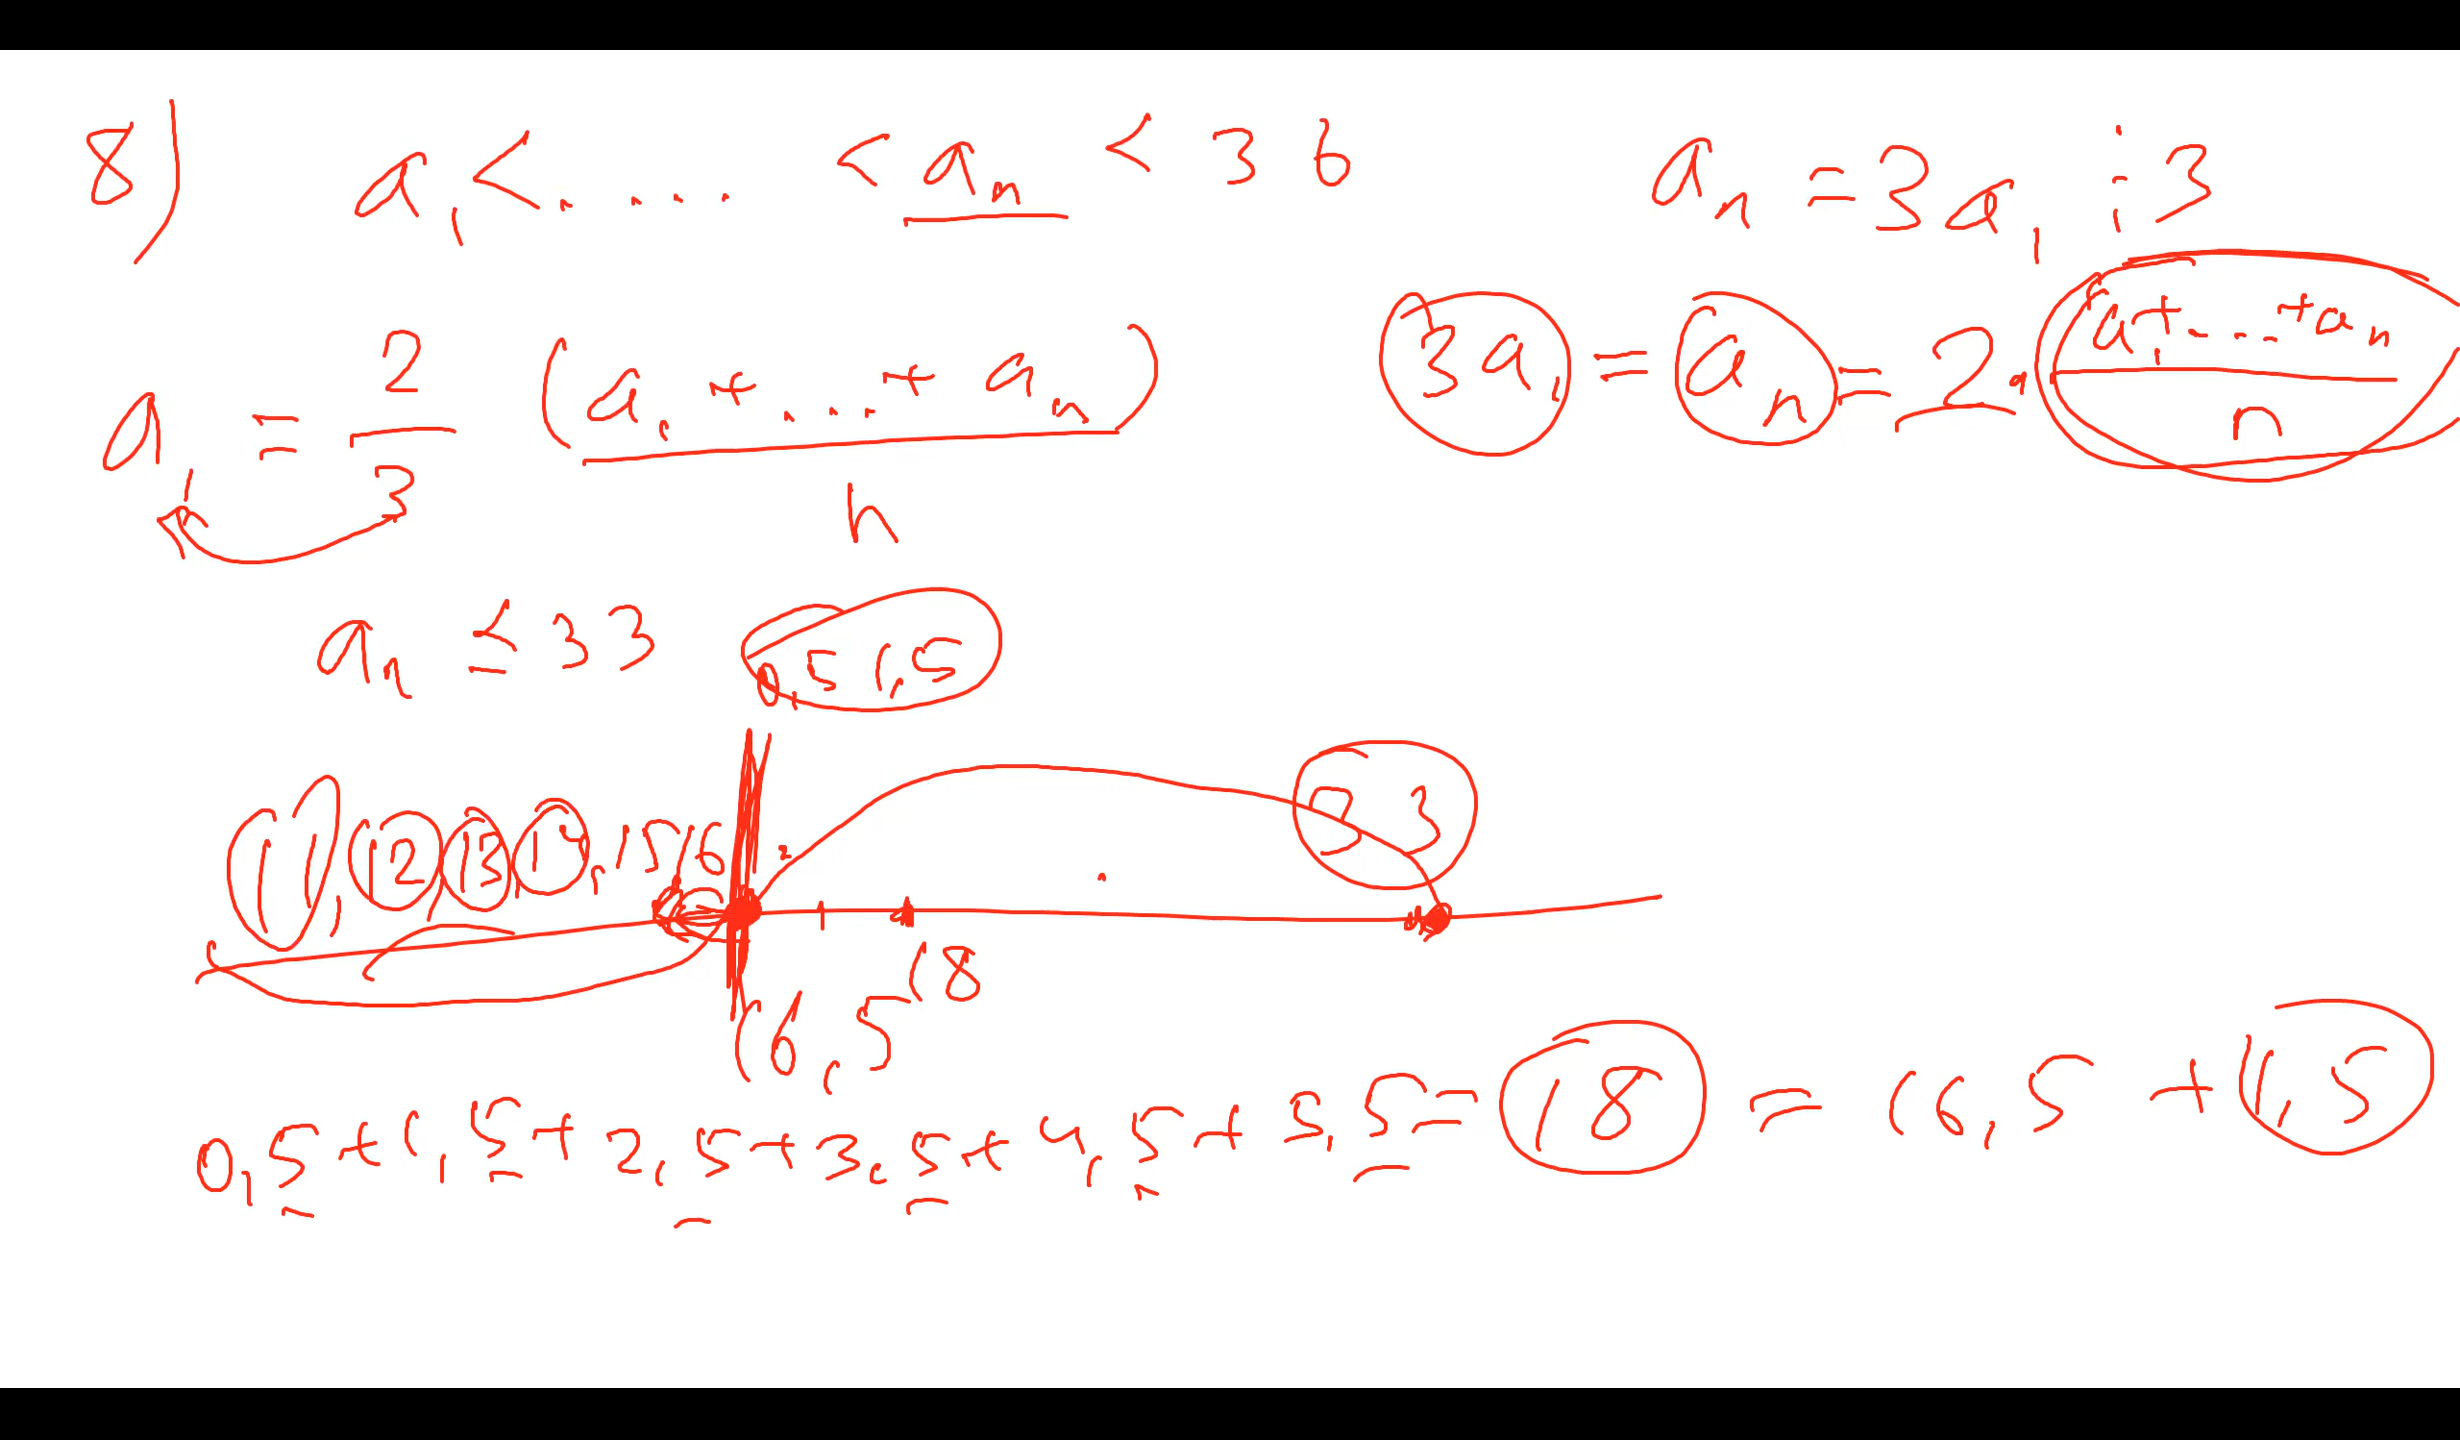 8) a₁ < ..... < aₙ < 36 aₙ = 3a₁ ⋮ 3
a₁ = 2/3 (a₁ + ..... + aₙ)/n 3a₁ = aₙ = 2 · (a₁ + ..... + aₙ)/n
aₙ ≤ 33 0,5 1,5
11, 12, 13, 14, 15, 16 33
18
16,5
0,5 + 1,5 + 2,5 + 3,5 + 4,5 + 5,5 = 18 = 16,5 + 1,5